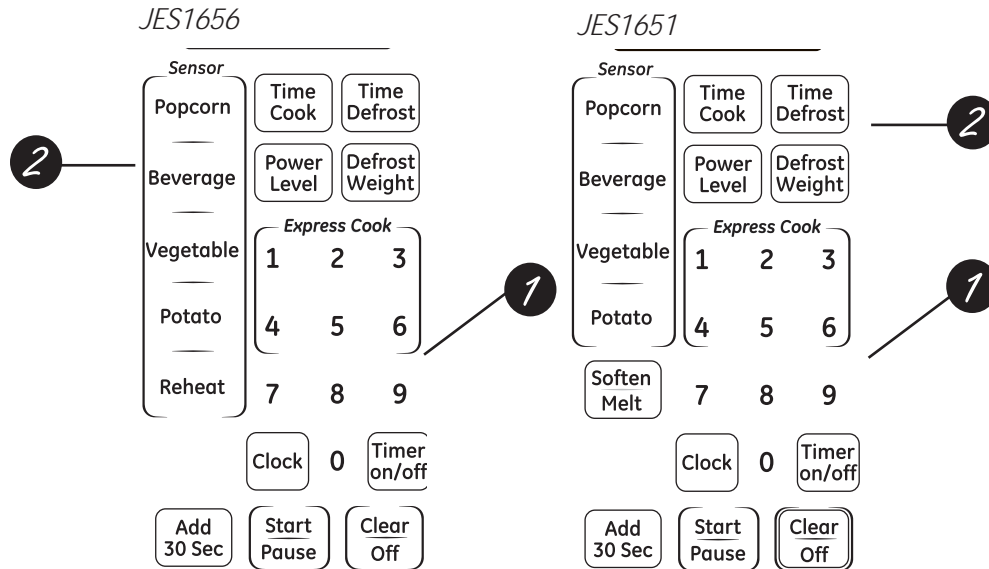 JES1656
Sensor
Popcorn
Beverage
Vegetable
Potato
Reheat
Time
Cook
Time
Defrost
Power
Level
Defrost
Weight
Express Cook
1 2 3
4 5 6
7 8 9
Clock
0
Timer
on/off
Add
30 Sec
Start
Pause
Clear
Off
2
1
JES1651
Sensor
Popcorn
Beverage
Vegetable
Potato
Soften
Melt
Time
Cook
Time
Defrost
Power
Level
Defrost
Weight
Express Cook
1 2 3
4 5 6
7 8 9
Clock
0
Timer
on/off
Add
30 Sec
Start
Pause
Clear
Off
2
1